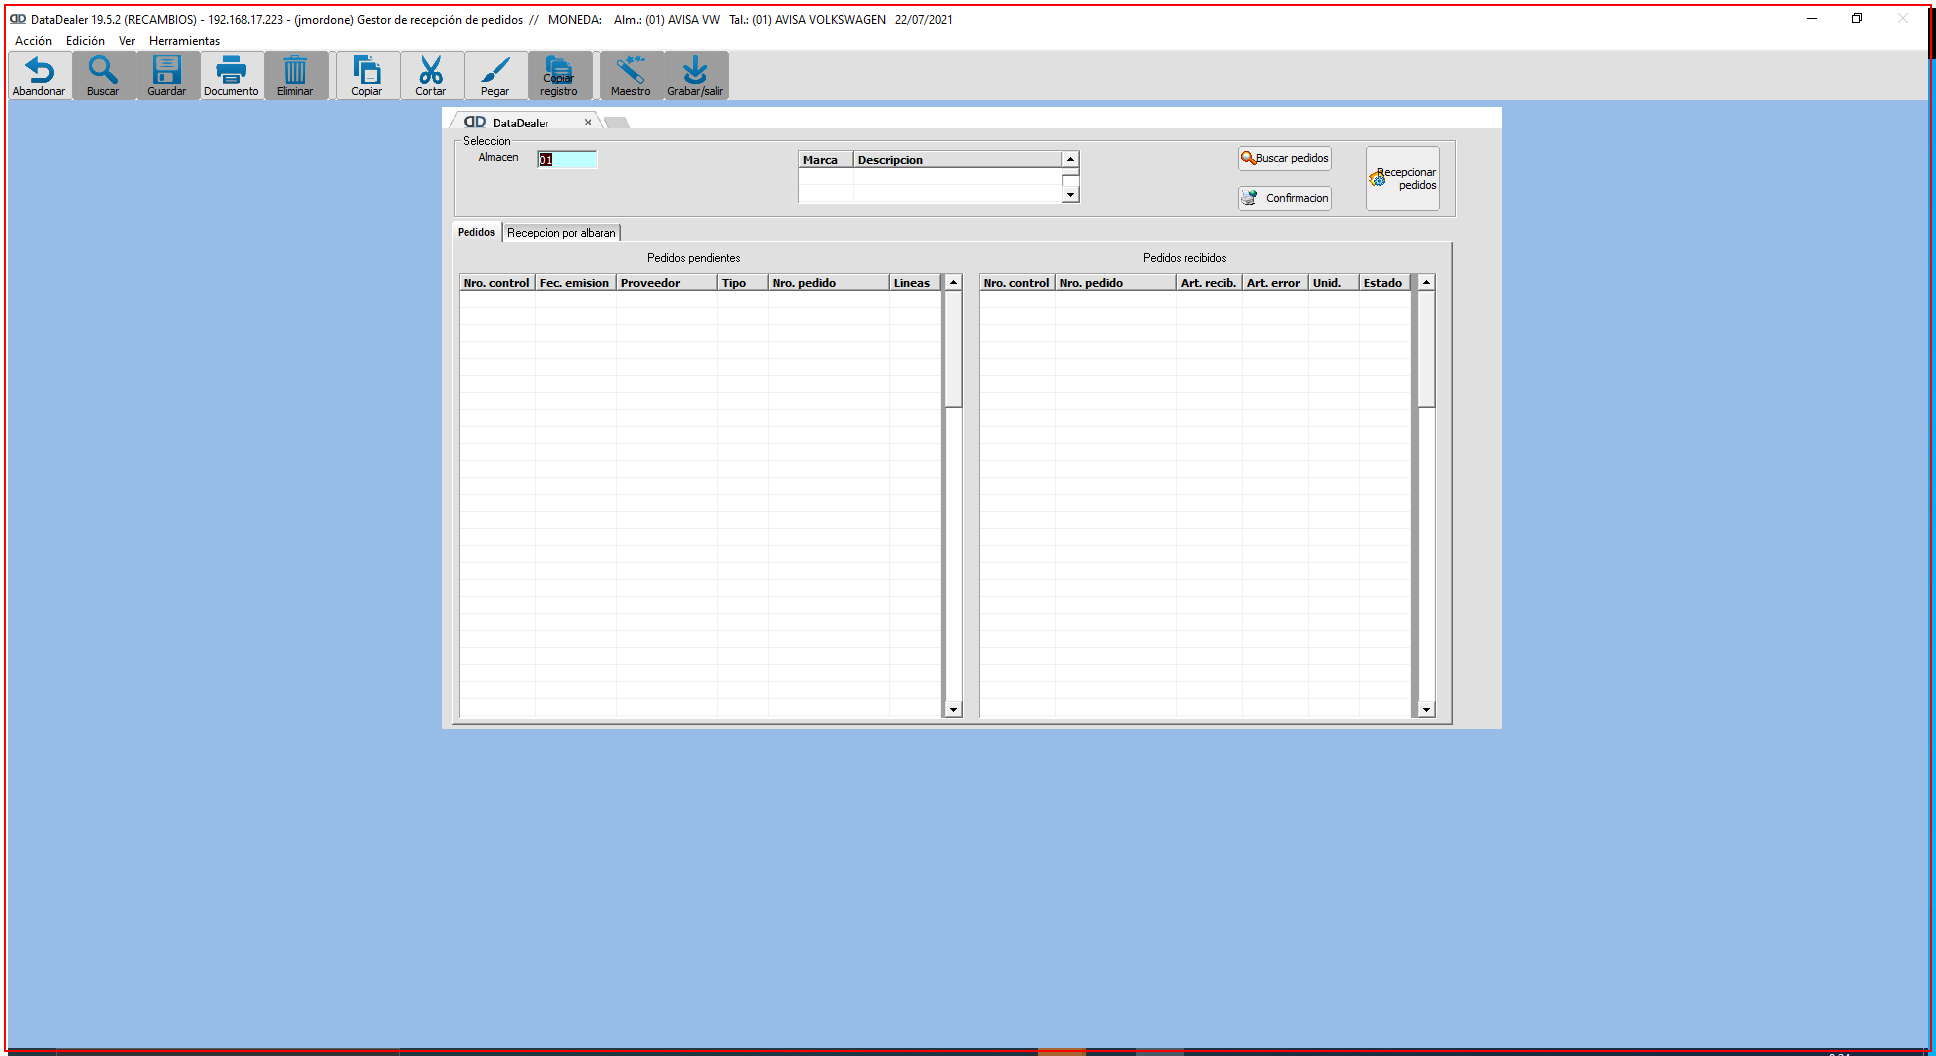 DataDealer 19.5.2 (RECAMBIOS) - 192.168.17.223 - (jmordone) Gestor de recepción de pedidos // MONEDA: Alm.: (01) AVISA VW Tal.: (01) AVISA VOLKSWAGEN 22/07/2021
Acción Edición Ver Herramientas
Abandonar Buscar Guardar Documento Eliminar Copiar Cortar Pegar Copiar registro Maestro Grabar/salir
DataDealer
Seleccion
Almacen 01
Marca Descripcion
Buscar pedidos
Confirmacion
Recepcionar
pedidos
Pedidos Recepcion por albaran
Pedidos pendientes
Nro. control Fec. emision Proveedor Tipo Nro. pedido Lineas
Pedidos recibidos
Nro. control Nro. pedido Art. recib. Art. error Unid. Estado